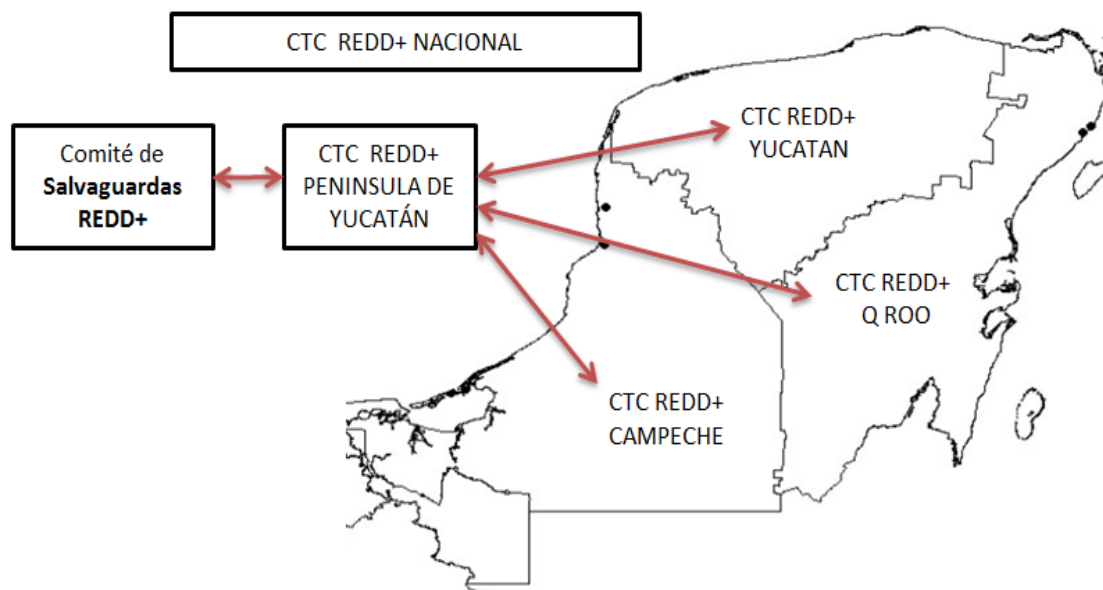 CTC REDD+ NACIONAL
Comité de
Salvaguardas
REDD+
CTC REDD+
PENINSULA DE
YUCATÁN
CTC REDD+
YUCATAN
CTC REDD+
Q ROO
CTC REDD+
CAMPECHE